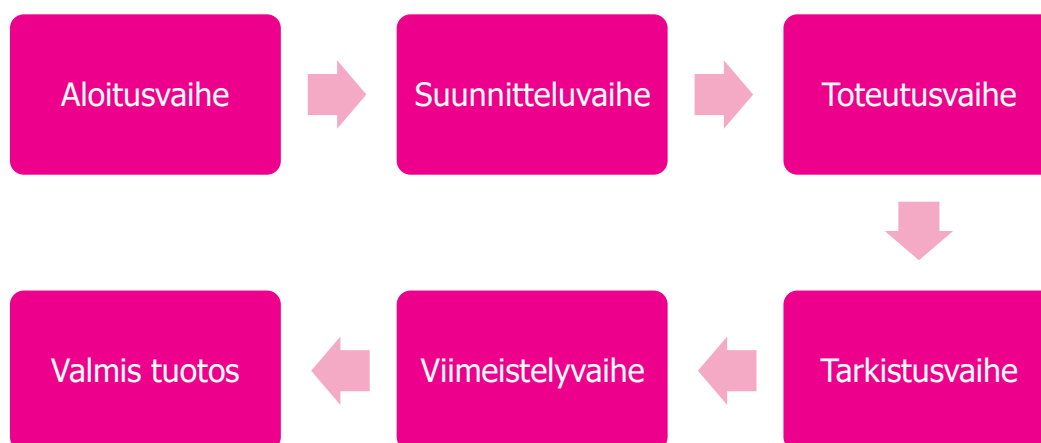 Aloitusvaihe
Suunnitteluvaihe
Toteutusvaihe
Tarkistusvaihe
Viimeistelyvaihe
Valmis tuotos